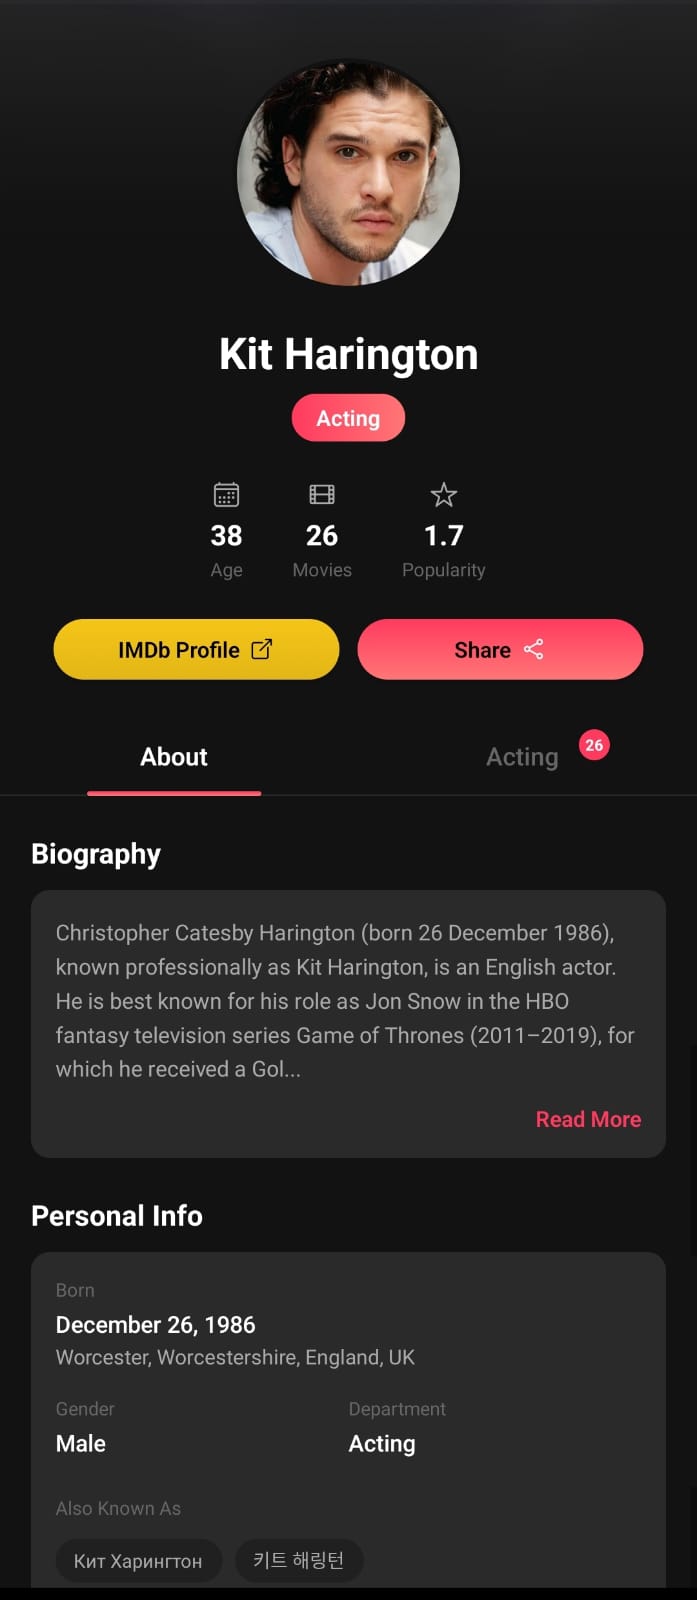 Kit Harington
Acting
38 26 1.7
Age Movies Popularity
IMDb Profile Share
About Acting 26
Biography
Christopher Catesby Harington (born 26 December 1986),
known professionally as Kit Harington, is an English actor.
He is best known for his role as Jon Snow in the HBO
fantasy television series Game of Thrones (2011–2019), for
which he received a Gol...
Read More
Personal Info
Born
December 26, 1986
Worcester, Worcestershire, England, UK
Gender Department
Male Acting
Also Known As
Кит Харингтон 키트 해링턴